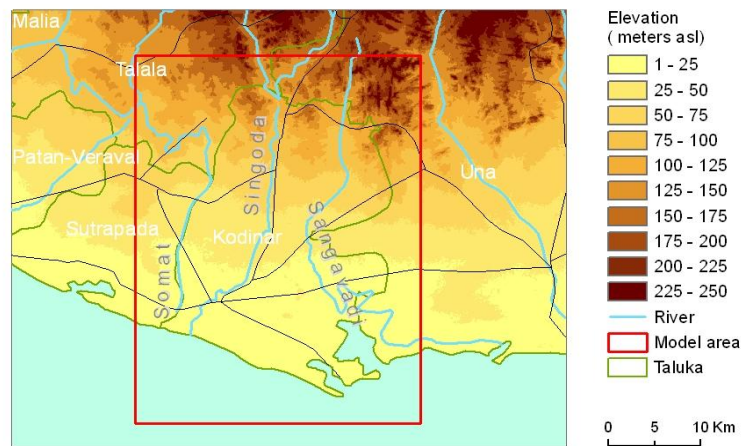 Malia
Talala
Patan-Veraval
Una
Sutrapada
Kodinar
Singoda
Somat
Sangavadi
Elevation
( meters asl)
1 - 25
25 - 50
50 - 75
75 - 100
100 - 125
125 - 150
150 - 175
175 - 200
200 - 225
225 - 250
River
Model area
Taluka
0 5 10 Km